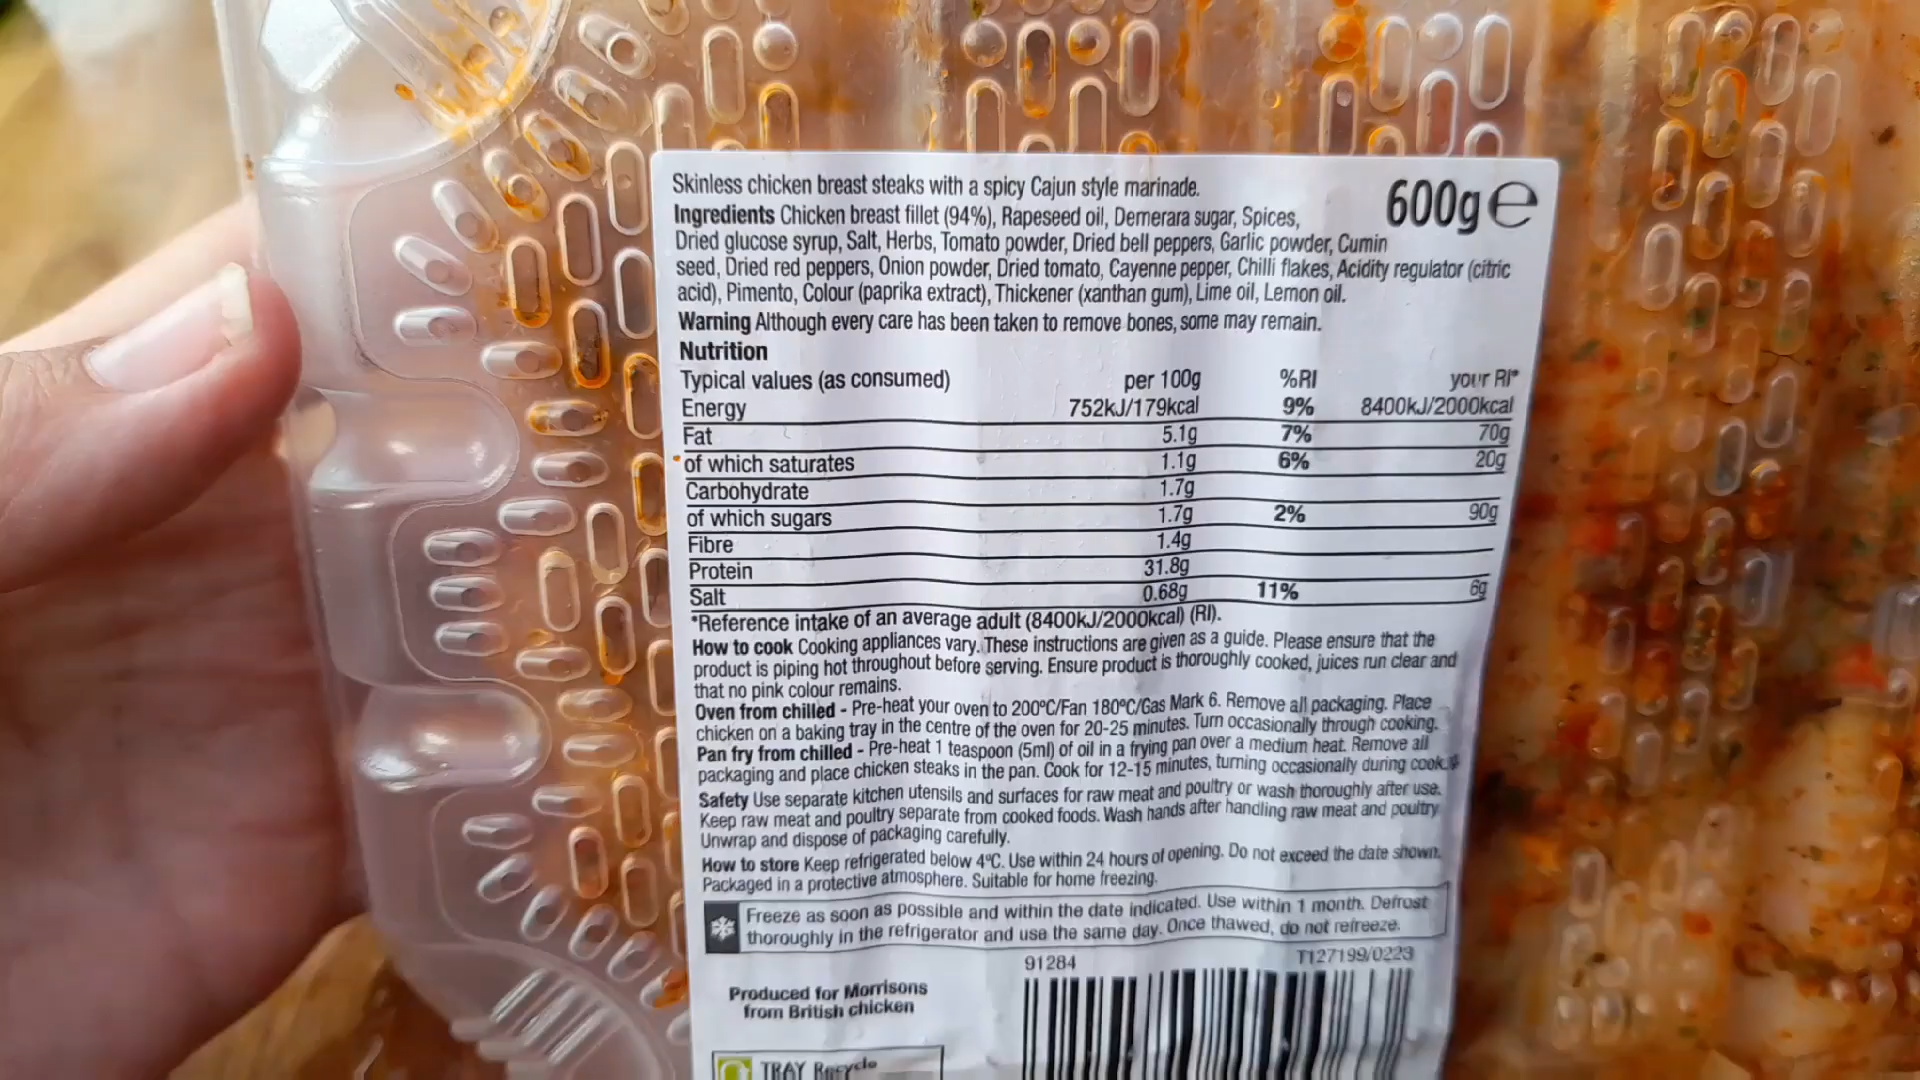 Skinless chicken breast steaks with a spicy Cajun style marinade.
600g e
Ingredients Chicken breast fillet (94%), Rapeseed oil, Demerara sugar, Spices,
Dried glucose syrup, Salt, Herbs, Tomato powder, Dried bell peppers, Garlic powder, Cumin
seed, Dried red peppers, Onion powder, Dried tomato, Cayenne pepper, Chilli flakes, Acidity regulator (citric
acid), Pimento, Colour (paprika extract), Thickener (xanthan gum), Lime oil, Lemon oil.
Warning Although every care has been taken to remove bones, some may remain.
Nutrition
Typical values (as consumed) per 100g %RI your RI*
Energy 752kJ/179kcal 9% 8400kJ/2000kcal
Fat 5.1g 7% 70g
of which saturates 1.1g 6% 20g
Carbohydrate 1.7g
of which sugars 1.7g 2% 90g
Fibre 1.4g
Protein 31.8g
Salt 0.68g 11% 6g
*Reference intake of an average adult (8400kJ/2000kcal) (RI).
How to cook Cooking appliances vary. These instructions are given as a guide. Please ensure that the
product is piping hot throughout before serving. Ensure product is thoroughly cooked, juices run clear and
that no pink colour remains.
Oven from chilled - Pre-heat your oven to 200°C/Fan 180°C/Gas Mark 6. Remove all packaging. Place
chicken on a baking tray in the centre of the oven for 20-25 minutes. Turn occasionally through cooking.
Pan fry from chilled - Pre-heat 1 teaspoon (5ml) of oil in a frying pan over a medium heat. Remove all
packaging and place chicken steaks in the pan. Cook for 12-15 minutes, turning occasionally during
Safety Use separate kitchen utensils and surfaces for raw meat and poultry or wash thoroughly after use.
Keep raw meat and poultry separate from cooked foods. Wash hands after handling raw meat and poultry
Unwrap and dispose of packaging carefully.
How to store Keep refrigerated below 4°C. Use within 24 hours of opening. Do not exceed the date shown.
Packaged in a protective atmosphere. Suitable for home freezing.
Freeze as soon as possible and within the date indicated. Use within 1 month. Defrost
thoroughly in the refrigerator and use the same day. Once thawed, do not refreeze.
91284 T127199/0223
Produced for Morrisons
from British chicken
TRAY Recycle